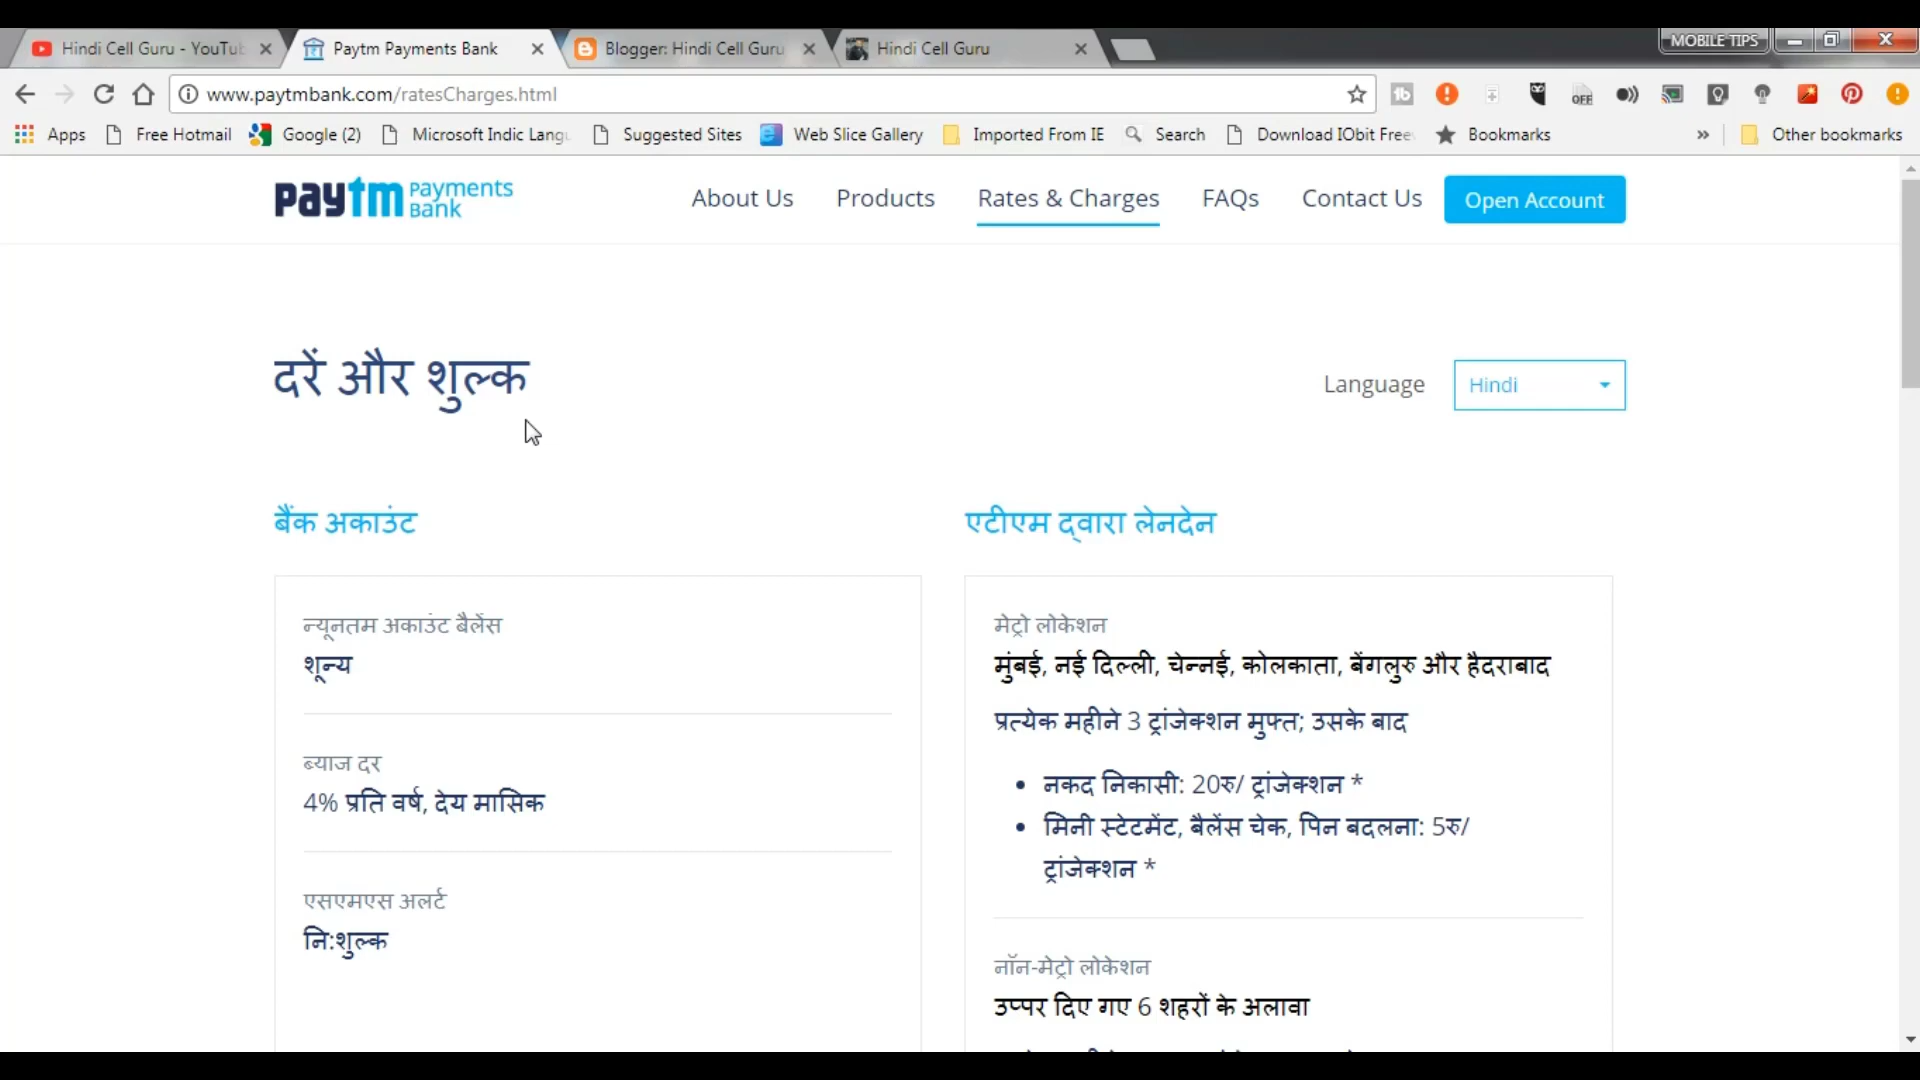 Hindi Cell Guru - YouTub
Paytm Payments Bank
Blogger: Hindi Cell Guru
Hindi Cell Guru
MOBILE TIPS
www.paytmbank.com/ratesCharges.html
OFF
Apps
Free Hotmail
Google (2)
Microsoft Indic Lang
Suggested Sites
Web Slice Gallery
Imported From IE
Search
Download IObit Free
Bookmarks
»
Other bookmarks
paytm Payments Bank
About Us
Products
Rates & Charges
FAQs
Contact Us
Open Account
दरें और शुल्क
Language
Hindi
बैंक अकाउंट
न्यूनतम अकाउंट बैलेंस
शून्य
ब्याज दर
4% प्रति वर्ष, देय मासिक
एसएमएस अलर्ट
नि:शुल्क
एटीएम द्वारा लेनदेन
मेट्रो लोकेशन
मुंबई, नई दिल्ली, चेन्नई, कोलकाता, बेंगलुरु और हैदराबाद
प्रत्येक महीने 3 ट्रांजेक्शन मुफ्त; उसके बाद
• नकद निकासी: 20रु/ ट्रांजेक्शन *
• मिनी स्टेटमेंट, बैलेंस चेक, पिन बदलना: 5रु/
ट्रांजेक्शन *
नॉन-मेट्रो लोकेशन
उप्पर दिए गए 6 शहरों के अलावा